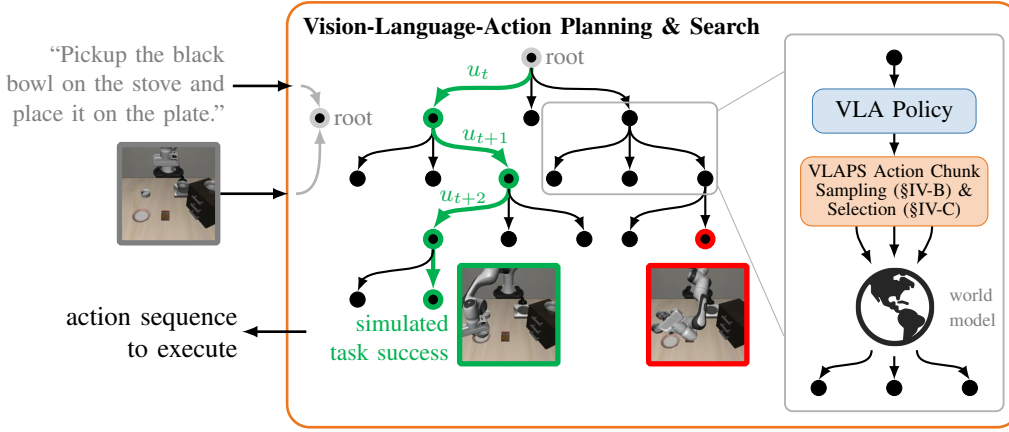 Vision-Language-Action Planning & Search
“Pickup the black
bowl on the stove and
place it on the plate.”
root
root
u_t
u_{t+1}
u_{t+2}
simulated
task success
action sequence
to execute
VLA Policy
VLAPS Action Chunk
Sampling (§IV-B) &
Selection (§IV-C)
world
model